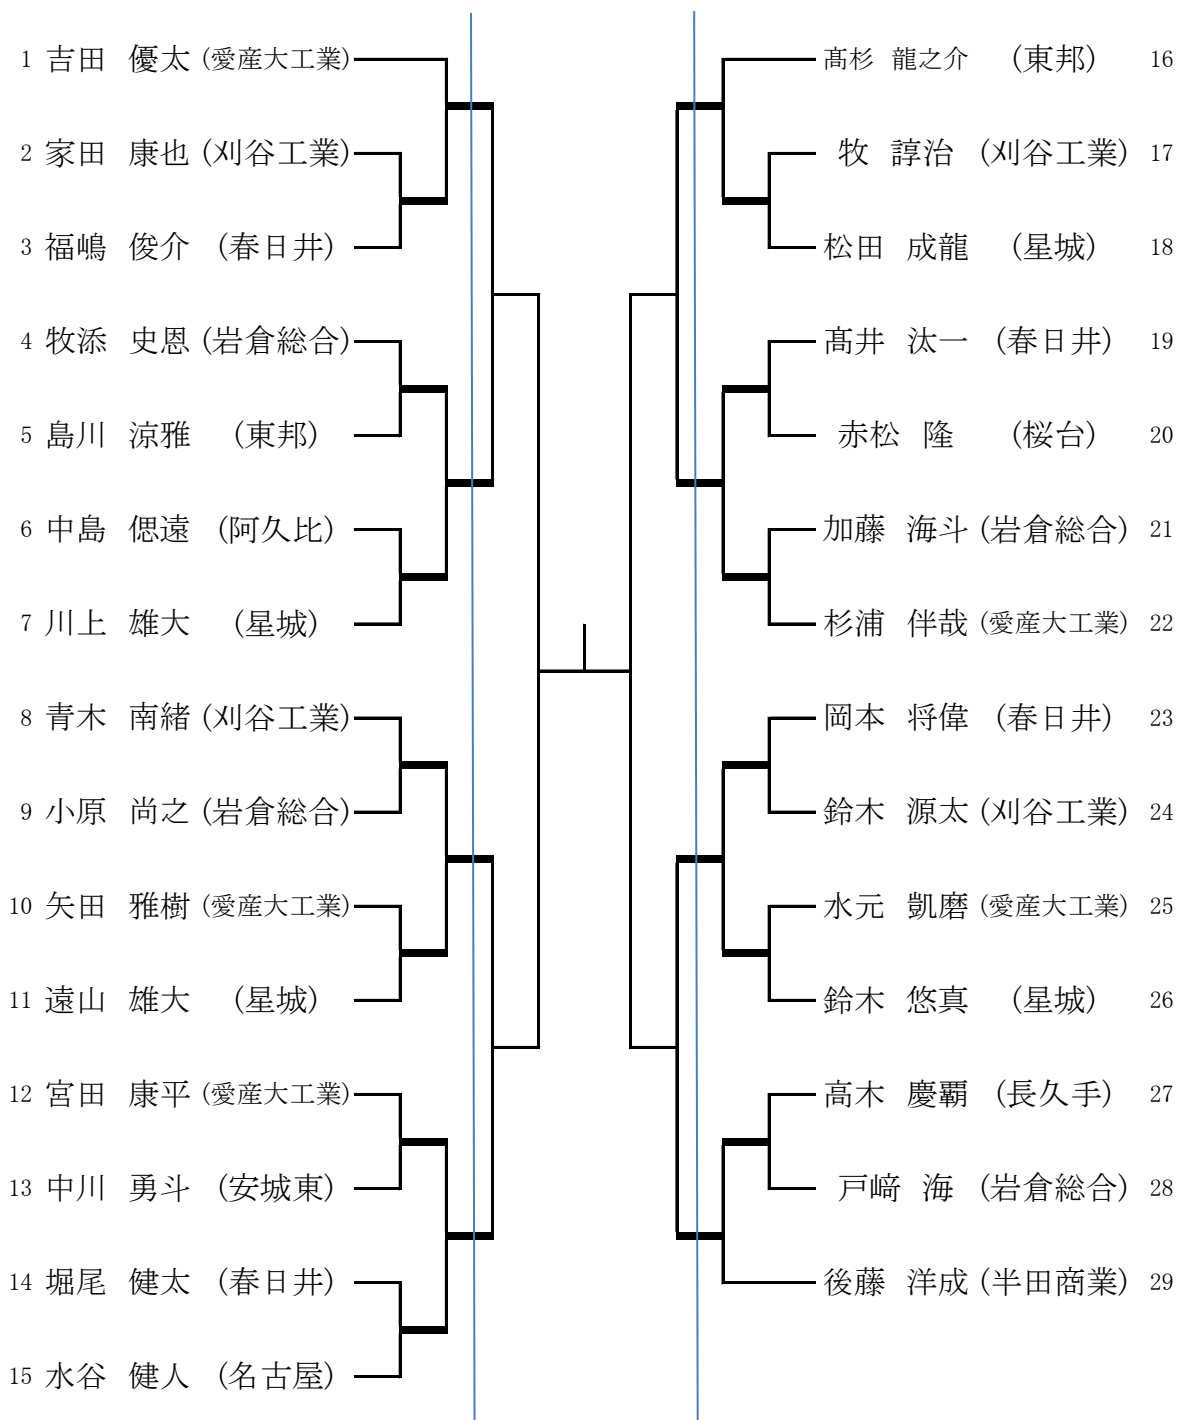 1 吉田 優太 (愛産大工業)
2 家田 康也 (刈谷工業)
3 福嶋 俊介 (春日井)
4 牧添 史恩 (岩倉総合)
5 島川 涼雅 (東邦)
6 中島 偲遠 (阿久比)
7 川上 雄大 (星城)
8 青木 南緒 (刈谷工業)
9 小原 尚之 (岩倉総合)
10 矢田 雅樹 (愛産大工業)
11 遠山 雄大 (星城)
12 宮田 康平 (愛産大工業)
13 中川 勇斗 (安城東)
14 堀尾 健太 (春日井)
15 水谷 健人 (名古屋)
髙杉 龍之介 (東邦) 16
牧 諄治 (刈谷工業) 17
松田 成龍 (星城) 18
髙井 汰一 (春日井) 19
赤松 隆 (桜台) 20
加藤 海斗 (岩倉総合) 21
杉浦 伴哉 (愛産大工業) 22
岡本 将偉 (春日井) 23
鈴木 源太 (刈谷工業) 24
水元 凱磨 (愛産大工業) 25
鈴木 悠真 (星城) 26
高木 慶覇 (長久手) 27
戸﨑 海 (岩倉総合) 28
後藤 洋成 (半田商業) 29